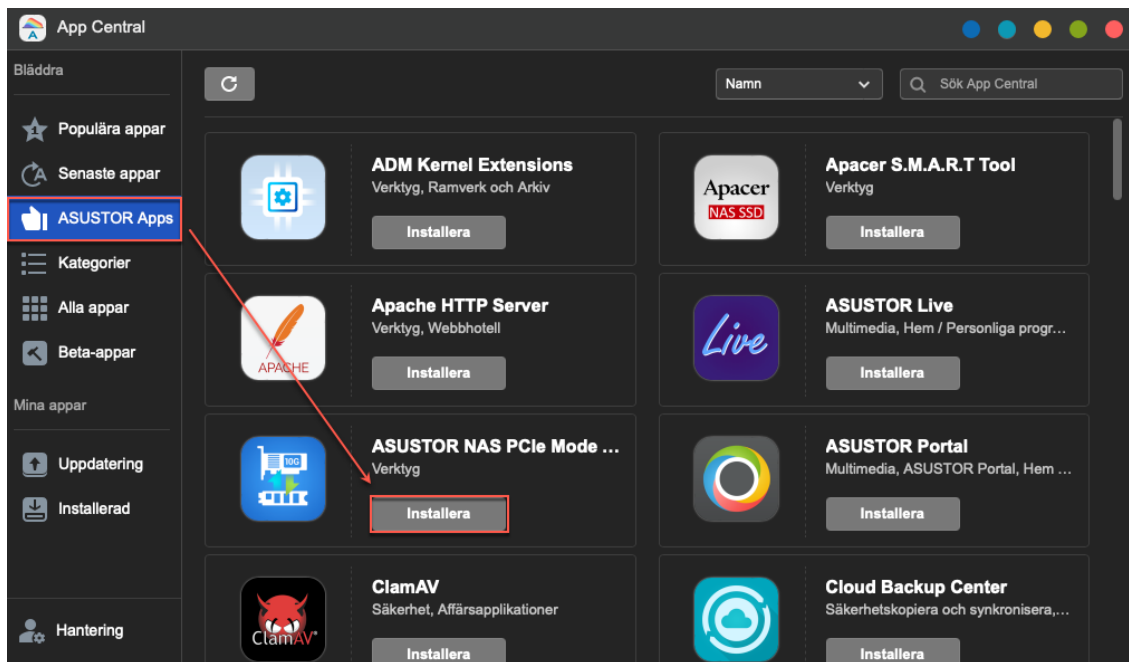 App Central
Bläddra
Populära appar
Senaste appar
ASUSTOR Apps
Kategorier
Alla appar
Beta-appar
Mina appar
Uppdatering
Installerad
Hantering
Namn
Sök App Central
ADM Kernel Extensions
Verktyg, Ramverk och Arkiv
Installera
Apacer
NAS SSD
Apacer S.M.A.R.T Tool
Verktyg
Installera
APACHE
Apache HTTP Server
Verktyg, Webbhotell
Installera
Live
ASUSTOR Live
Multimedia, Hem / Personliga progr...
Installera
10G
ASUSTOR NAS PCIe Mode ...
Verktyg
Installera
ASUSTOR Portal
Multimedia, ASUSTOR Portal, Hem ...
Installera
ClamAV
ClamAV
Säkerhet, Affärsapplikationer
Installera
Cloud Backup Center
Säkerhetskopiera och synkronisera,...
Installera